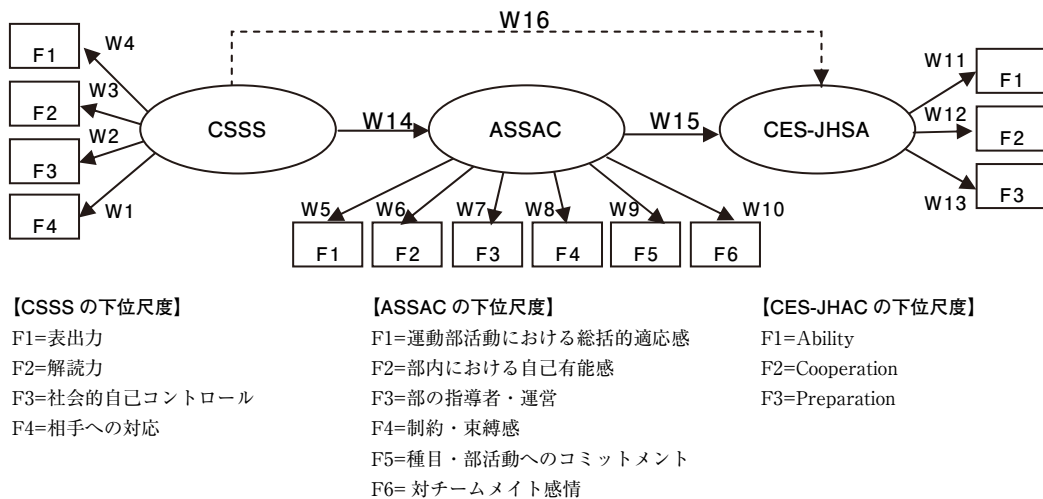 W16
F1
W4
W11
F1
F2
W3
CSSS
W14
ASSAC
W15
CES-JHSA
W12
F2
W2
F3
F3
W1
W13
F4
W5
W6
W7
W8
W9
W10
F1
F2
F3
F4
F5
F6
【CSSS の下位尺度】
F1=表出力
F2=解読力
F3=社会的自己コントロール
F4=相手への対応
【ASSAC の下位尺度】
F1=運動部活動における総括的適応感
F2=部内における自己有能感
F3=部の指導者・運営
F4=制約・束縛感
F5=種目・部活動へのコミットメント
F6= 対チームメイト感情
【CES-JHAC の下位尺度】
F1=Ability
F2=Cooperation
F3=Preparation